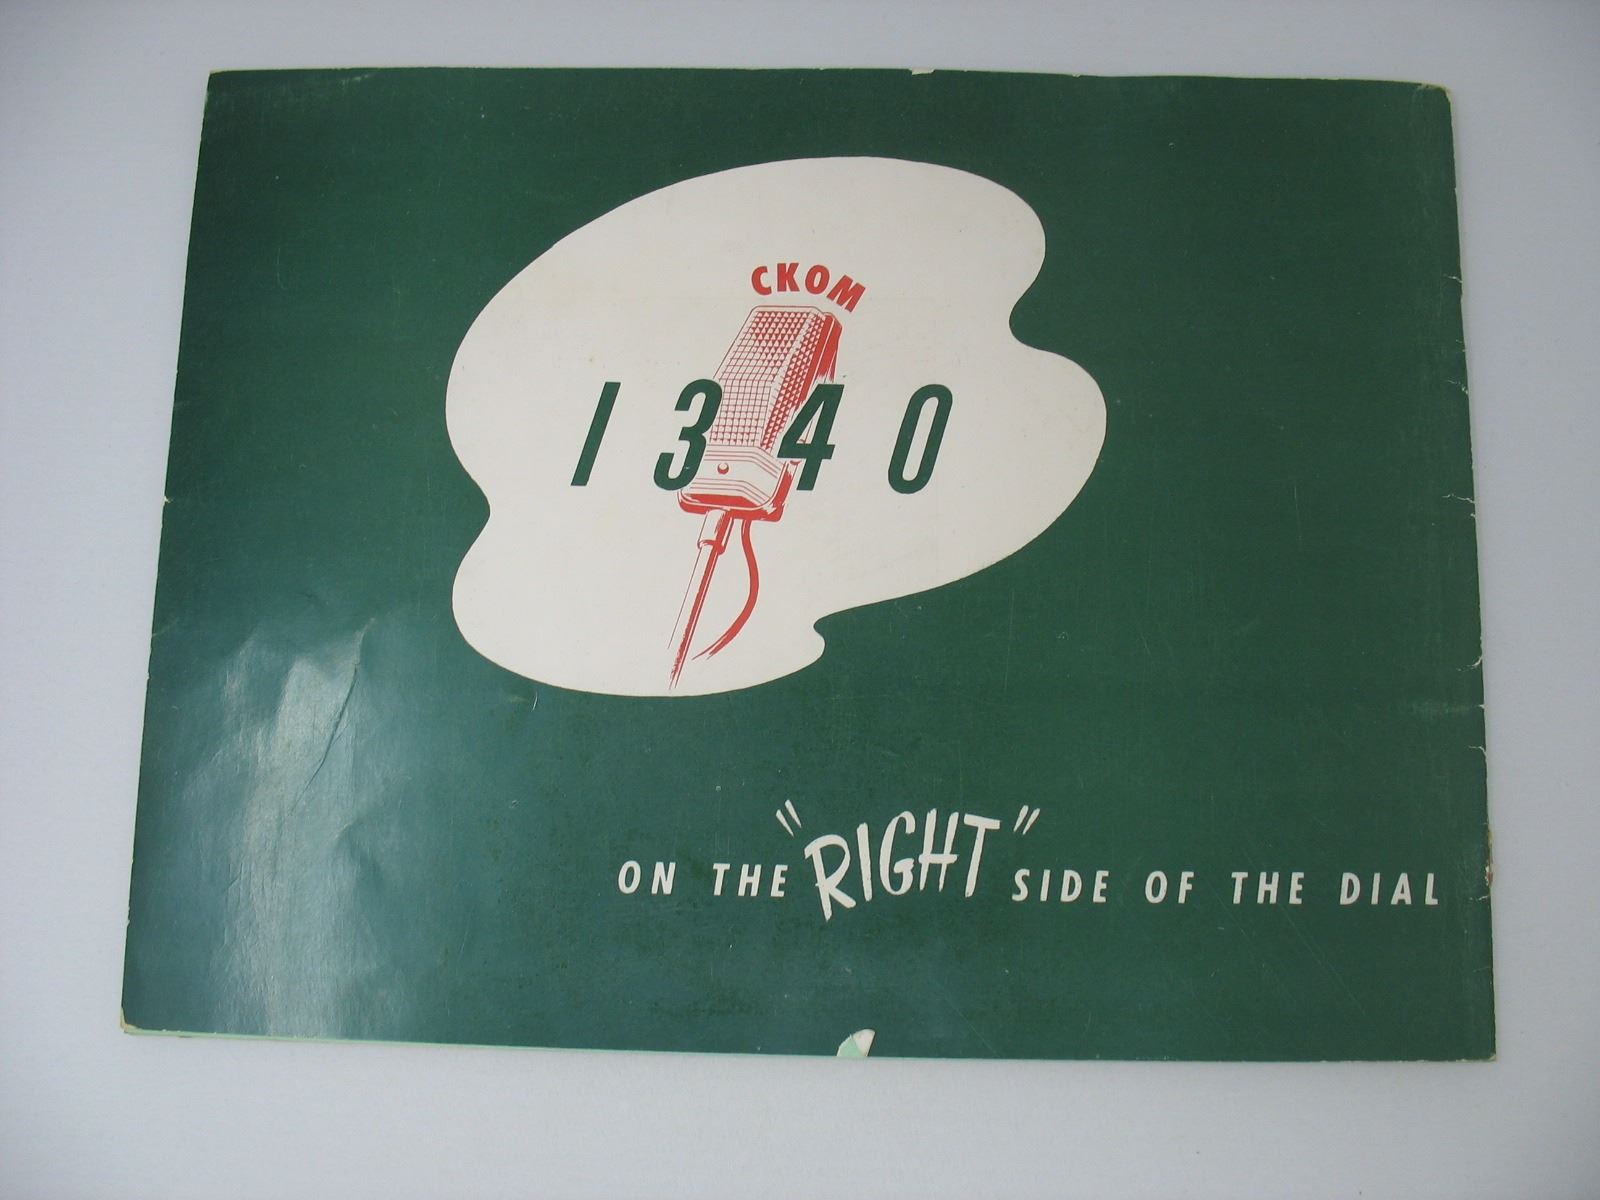 CKOM
1340
ON THE "RIGHT" SIDE OF THE DIAL